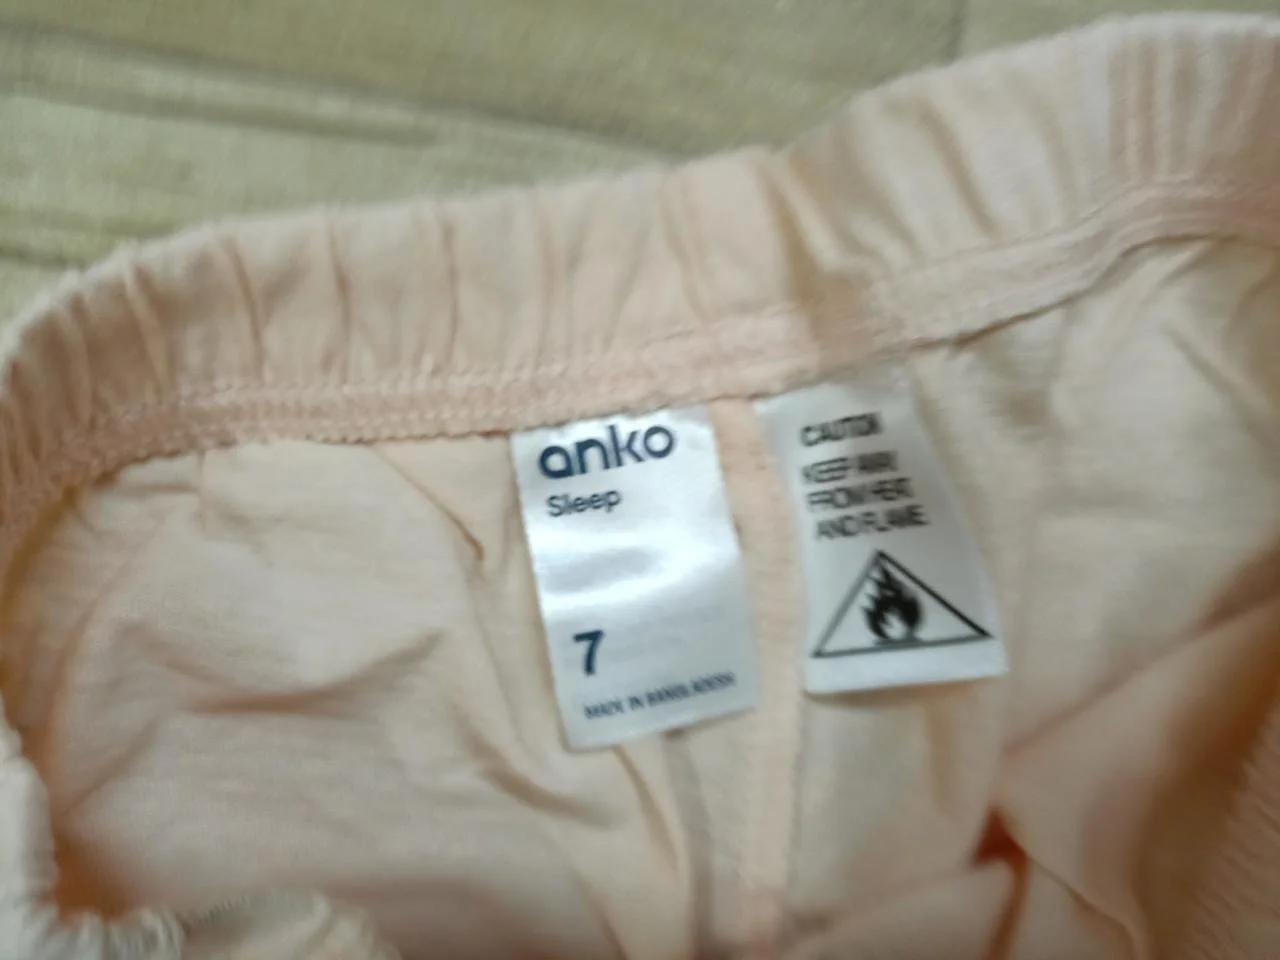 anko
Sleep
7
MADE IN BANGLADESH
CAUTION
KEEP AWAY
FROM HEAT
AND FLAME